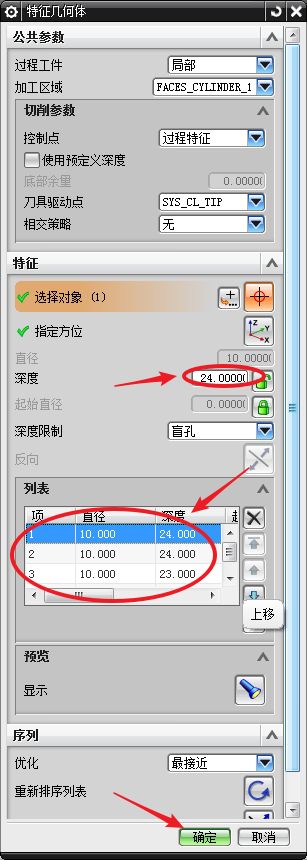 特征几何体
公共参数
过程工件 局部
加工区域 FACES_CYLINDER_1
切削参数
控制点 过程特征
使用预定义深度
底部余量 0.0000
刀具驱动点 SYS_CL_TIP
相交策略 无
特征
选择对象 (1)
指定方位
直径 10.0000
深度 24.0000
起始直径 0.0000
深度限制 盲孔
反向
列表
项 直径 深度
1 10.000 24.000
2 10.000 24.000
3 10.000 23.000
上移
预览
显示
序列
优化 最接近
重新排序列表
确定 取消